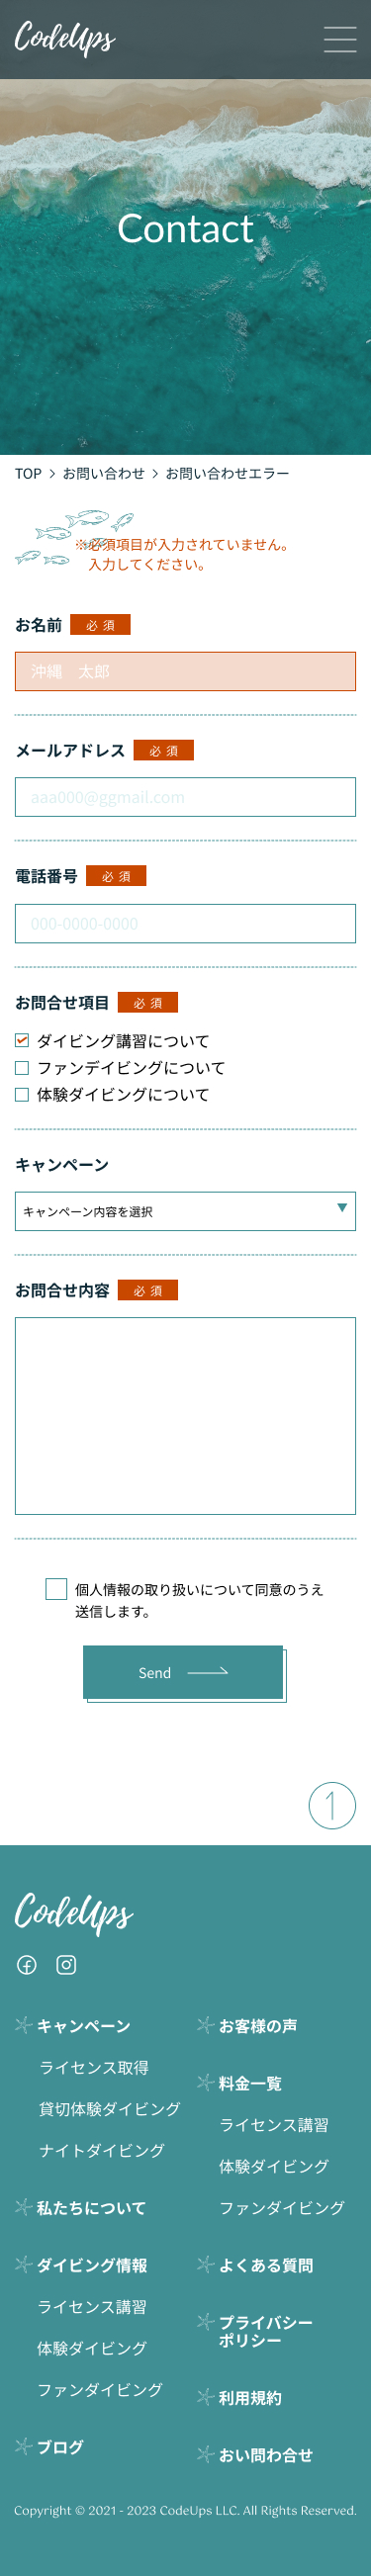 CodeUps
Contact
TOP > お問い合わせ > お問い合わせエラー
※必須項目が入力されていません。
入力してください。
お名前 必須
沖縄　太郎
メールアドレス 必須
aaa000@ggmail.com
電話番号 必須
000-0000-0000
お問合せ項目 必須
ダイビング講習について
ファンデイビングについて
体験ダイビングについて
キャンペーン
キャンペーン内容を選択
お問合せ内容 必須
個人情報の取り扱いについて同意のうえ
送信します。
Send
CodeUps
キャンペーン
ライセンス取得
貸切体験ダイビング
ナイトダイビング
私たちについて
ダイビング情報
ライセンス講習
体験ダイビング
ファンダイビング
ブログ
お客様の声
料金一覧
ライセンス講習
体験ダイビング
ファンダイビング
よくある質問
プライバシー
ポリシー
利用規約
おい問わ合せ
Copyright © 2021 - 2023 CodeUps LLC. All Rights Reserved.